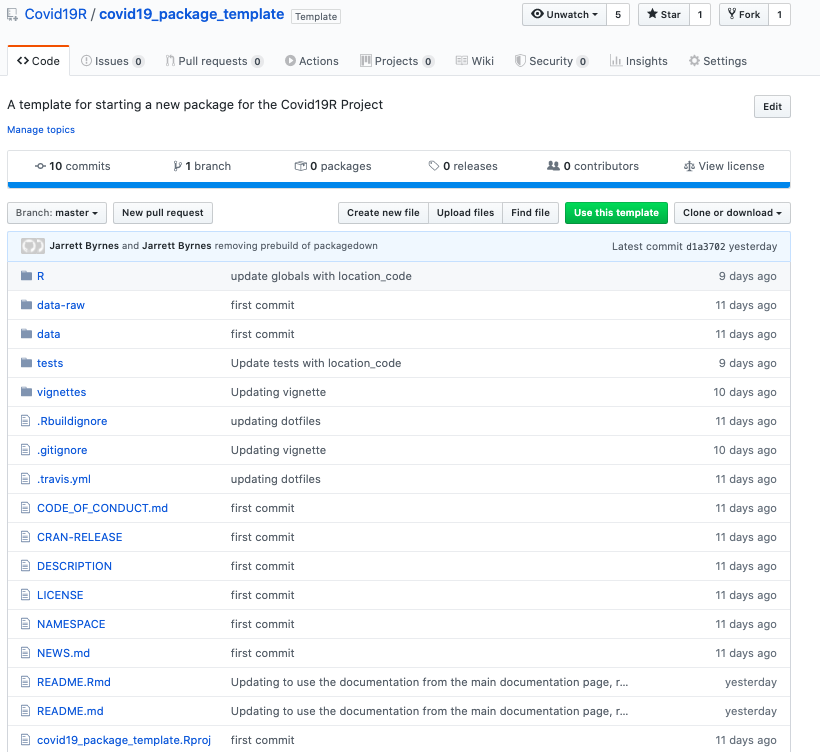 Covid19R / covid19_package_template Template Unwatch 5 Star 1 Fork 1
Code Issues 0 Pull requests 0 Actions Projects 0 Wiki Security 0 Insights Settings
A template for starting a new package for the Covid19R Project Edit
Manage topics
10 commits 1 branch 0 packages 0 releases 0 contributors View license
Branch: master New pull request Create new file Upload files Find file Use this template Clone or download
Jarrett Byrnes and Jarrett Byrnes removing prebuild of packagedown Latest commit d1a3702 yesterday
R update globals with location_code 9 days ago
data-raw first commit 11 days ago
data first commit 11 days ago
tests Update tests with location_code 9 days ago
vignettes Updating vignette 10 days ago
.Rbuildignore updating dotfiles 11 days ago
.gitignore Updating vignette 10 days ago
.travis.yml updating dotfiles 11 days ago
CODE_OF_CONDUCT.md first commit 11 days ago
CRAN-RELEASE first commit 11 days ago
DESCRIPTION first commit 11 days ago
LICENSE first commit 11 days ago
NAMESPACE first commit 11 days ago
NEWS.md first commit 11 days ago
README.Rmd Updating to use the documentation from the main documentation page, r... yesterday
README.md Updating to use the documentation from the main documentation page, r... yesterday
covid19_package_template.Rproj first commit 11 days ago